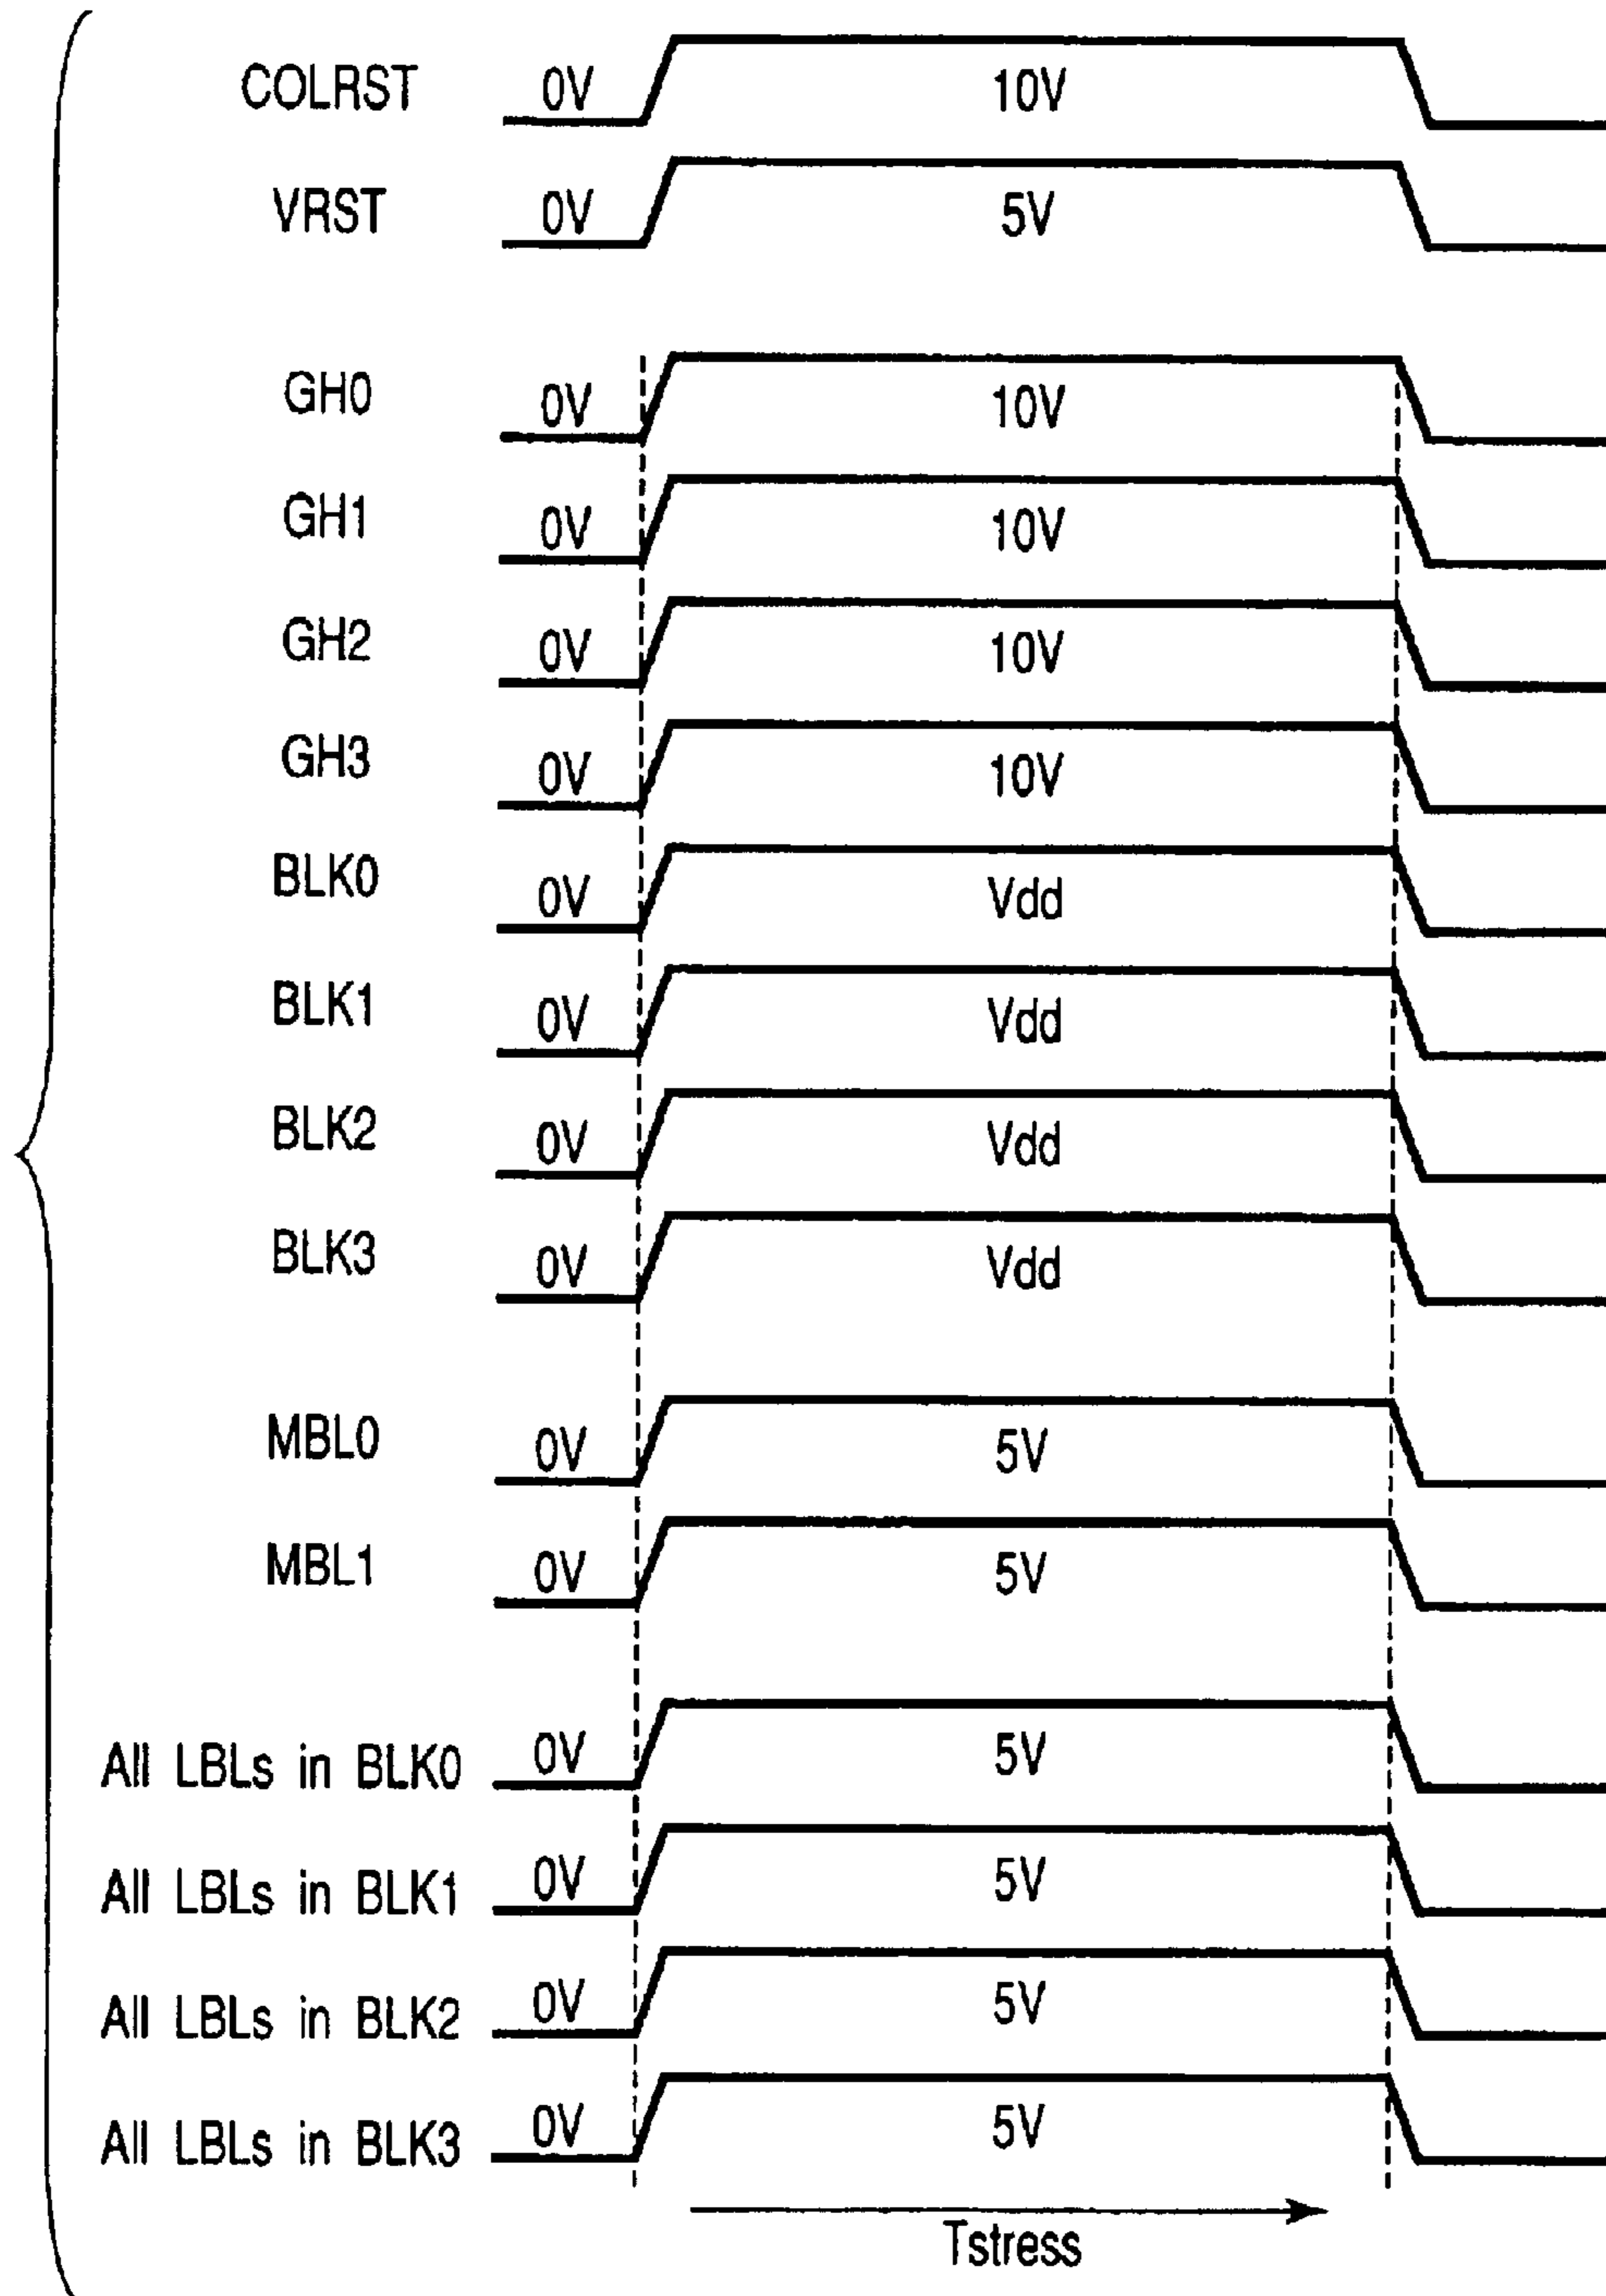 COLRST 0V 10V
VRST 0V 5V
GH0 0V 10V
GH1 0V 10V
GH2 0V 10V
GH3 0V 10V
BLK0 0V Vdd
BLK1 0V Vdd
BLK2 0V Vdd
BLK3 0V Vdd
MBL0 0V 5V
MBL1 0V 5V
All LBLs in BLK0 0V 5V
All LBLs in BLK1 0V 5V
All LBLs in BLK2 0V 5V
All LBLs in BLK3 0V 5V
Tstress